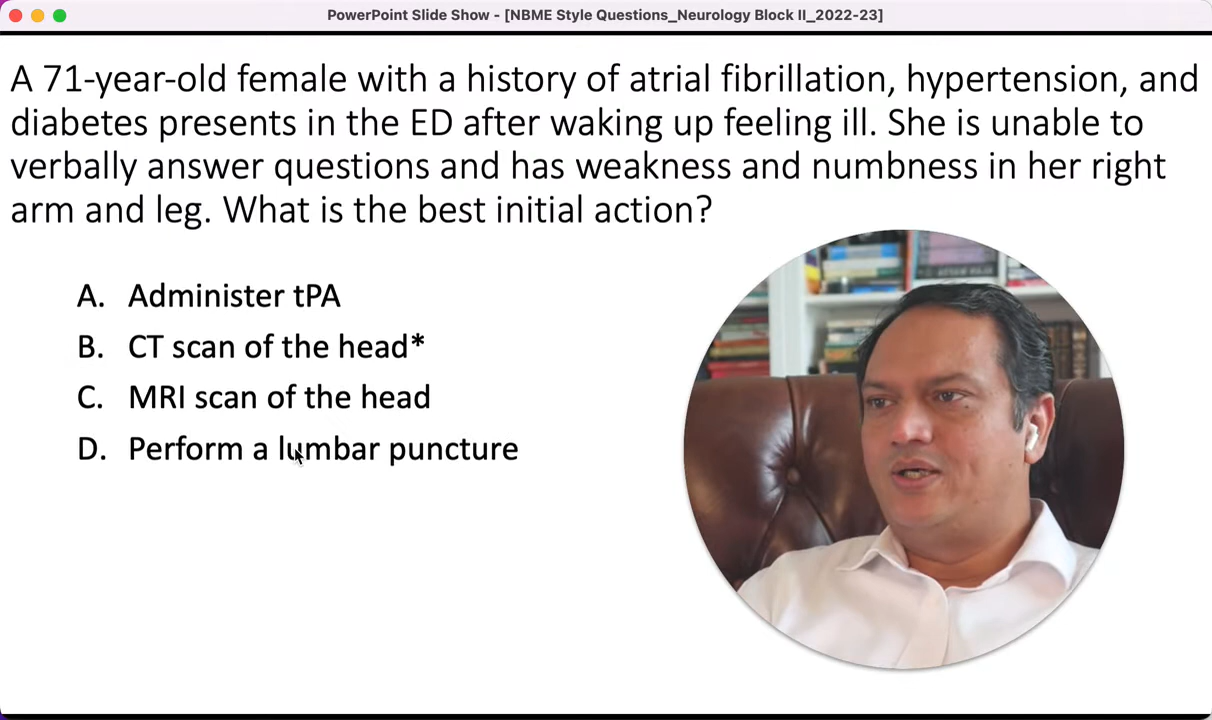 PowerPoint Slide Show - [NBME Style Questions_Neurology Block II_2022-23]
A 71-year-old female with a history of atrial fibrillation, hypertension, and
diabetes presents in the ED after waking up feeling ill. She is unable to
verbally answer questions and has weakness and numbness in her right
arm and leg. What is the best initial action?
A. Administer tPA
B. CT scan of the head*
C. MRI scan of the head
D. Perform a lumbar puncture